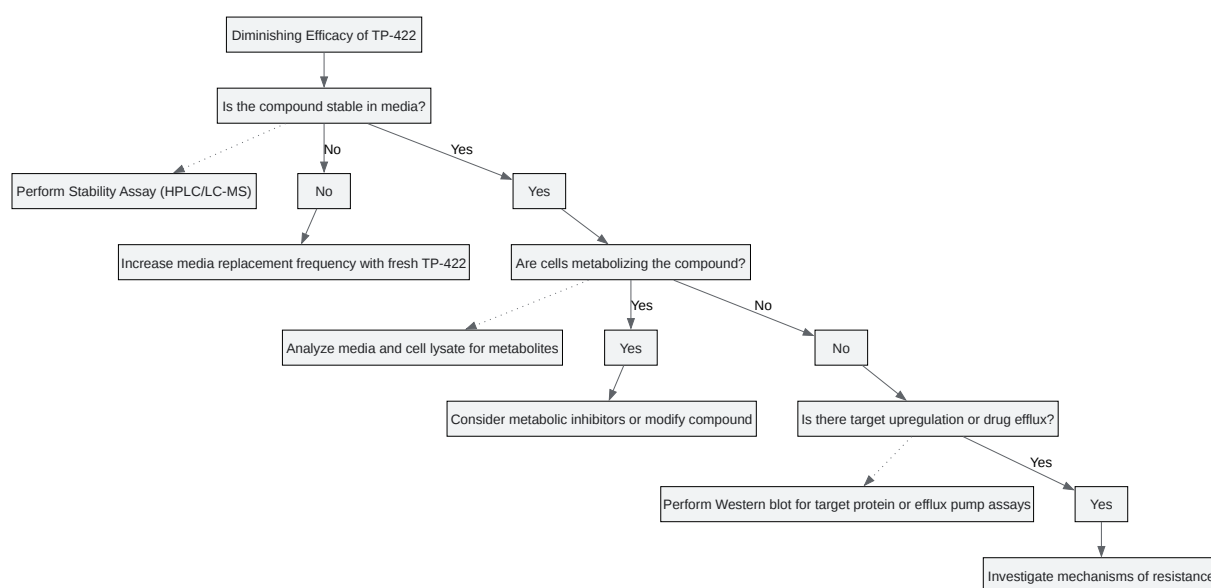 Diminishing Efficacy of TP-422
Is the compound stable in media?
No
Yes
Perform Stability Assay (HPLC/LC-MS)
No
Yes
Increase media replacement frequency with fresh TP-422
Are cells metabolizing the compound?
Yes
No
Analyze media and cell lysate for metabolites
Yes
No
Consider metabolic inhibitors or modify compound
Is there target upregulation or drug efflux?
Yes
Perform Western blot for target protein or efflux pump assays
Yes
Investigate mechanisms of resistance